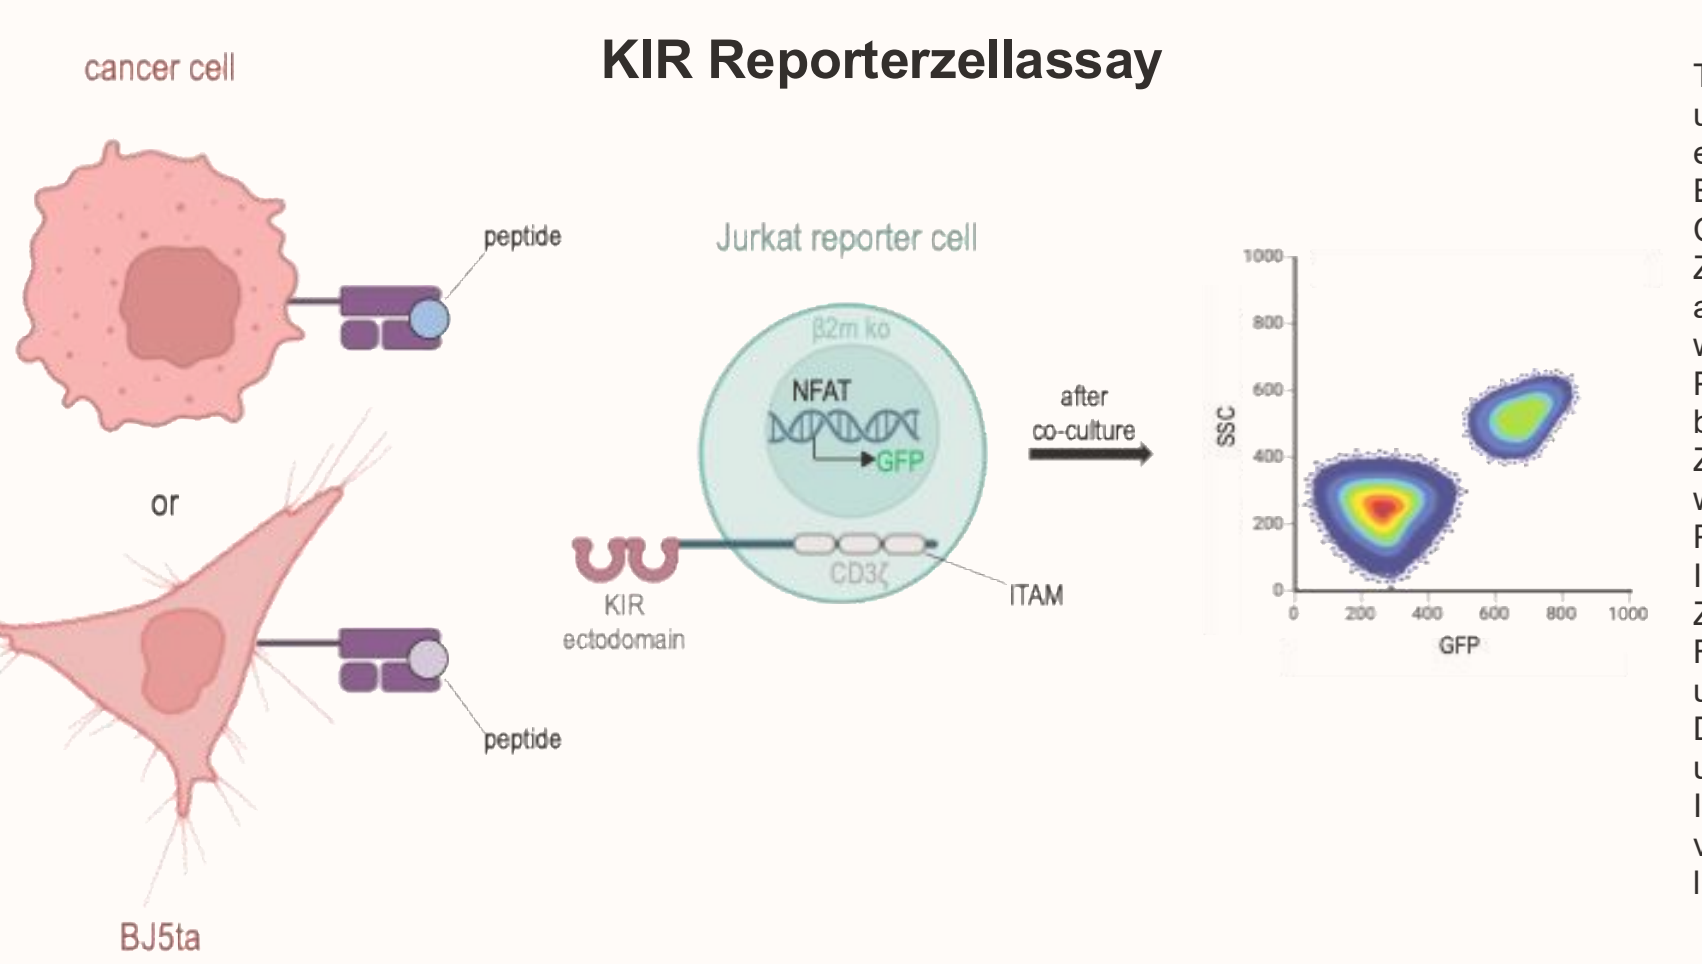 KIR Reporterzellassay
cancer cell
peptide
or
peptide
BJ5ta
Jurkat reporter cell
β2m ko
NFAT
GFP
CD3ζ
KIR
ectodomain
ITAM
after
co-culture
1000
800
600
400
200
0
SSC
0 200 400 600 800 1000
GFP